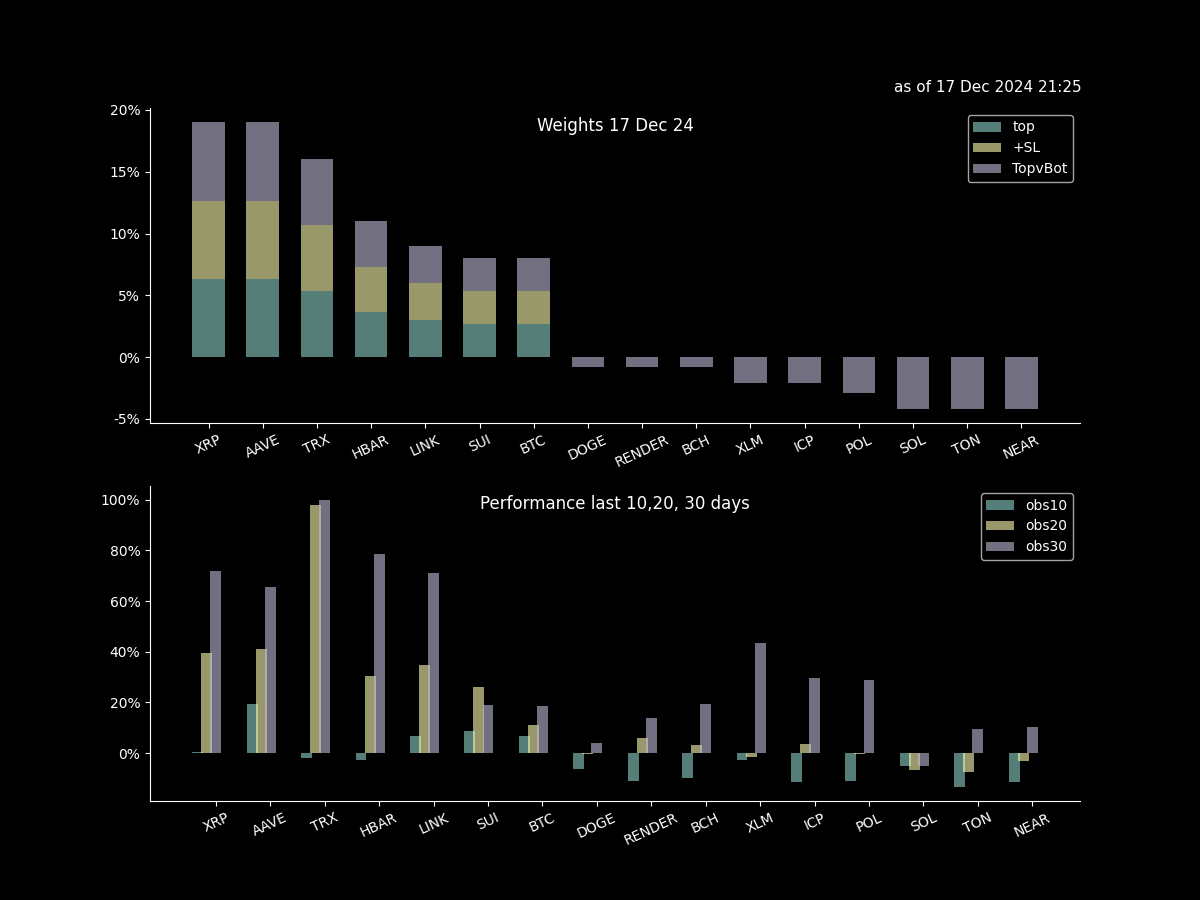 as of 17 Dec 2024 21:25
Weights 17 Dec 24
top
+SL
TopvBot
20%
15%
10%
5%
0%
-5%
XRP AAVE TRX HBAR LINK SUI BTC DOGE RENDER BCH XLM ICP POL SOL TON NEAR
Performance last 10,20, 30 days
obs10
obs20
obs30
100%
80%
60%
40%
20%
0%
XRP AAVE TRX HBAR LINK SUI BTC DOGE RENDER BCH XLM ICP POL SOL TON NEAR